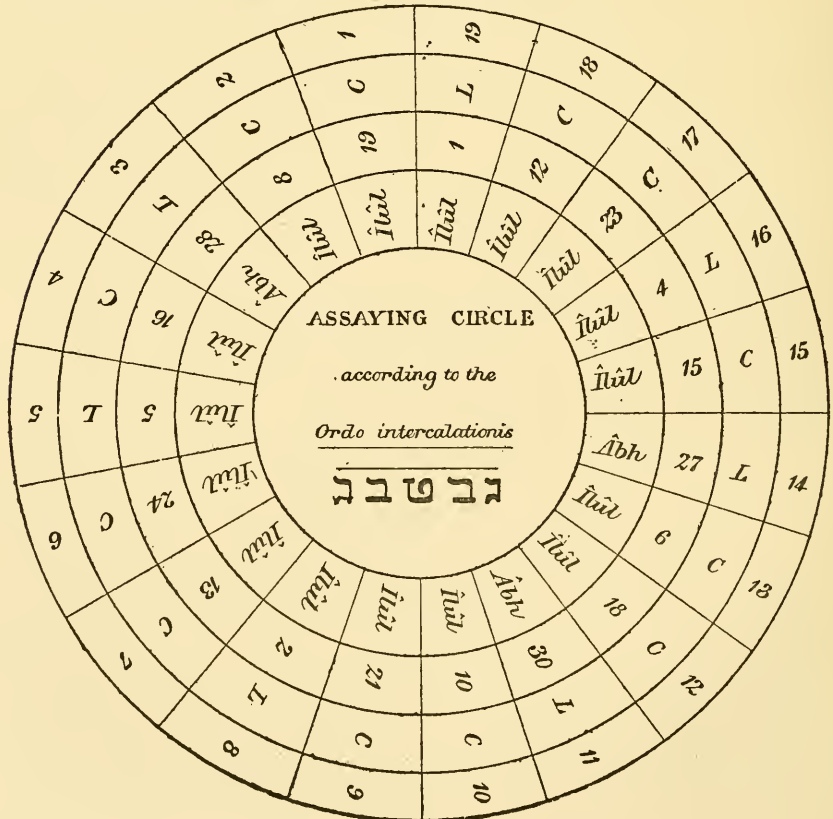 ASSAYING CIRCLE
according to the
Ordo intercalationis
גבטבג
1 C 19 Îlûl
2 C 8 Îlûl
3 L 28 Âbh
4 C 16 Îlûl
5 L 5 Îlûl
6 C 24 Îlûl
7 C 13 Îlûl
8 L 2 Îlûl
9 C 21 Îlûl
10 C 10 Îlûl
11 L 30 Âbh
12 C 18 Îlûl
13 C 6 Îlûl
14 L 27 Âbh
15 C 15 Îlûl
16 L 4 Îlûl
17 C 23 Îlûl
18 C 12 Îlûl
19 L 1 Îlûl